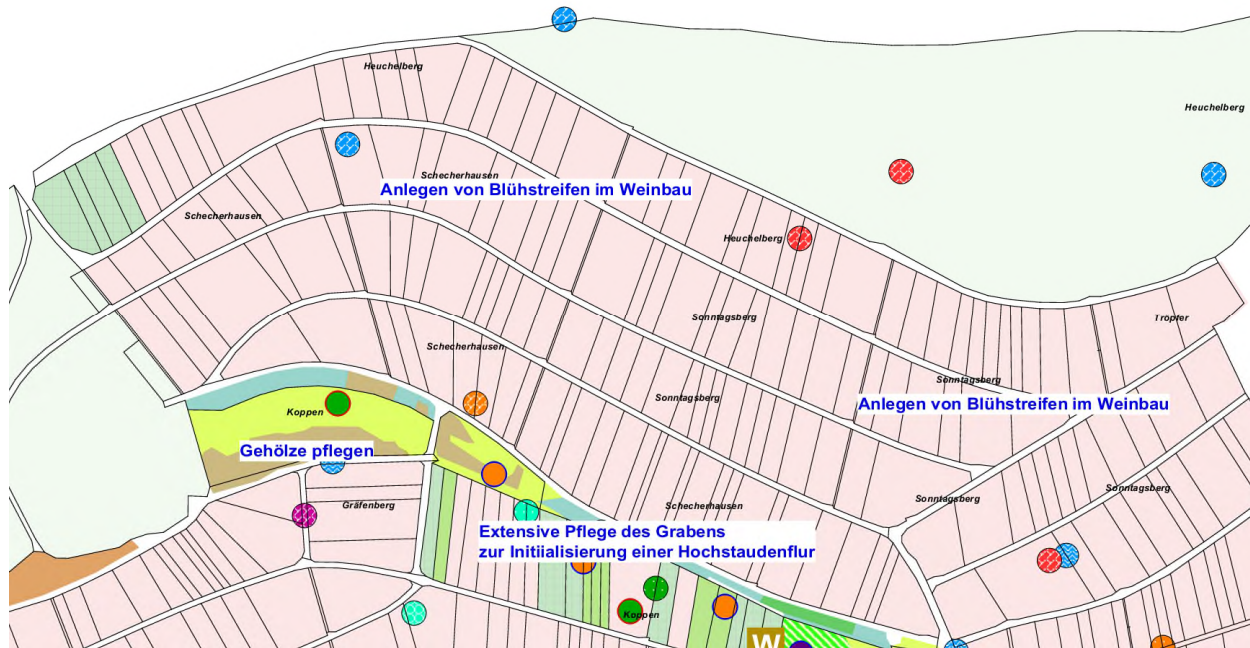 Heuchelberg
Heuchelberg
Schecherhausen
Anlegen von Blühstreifen im Weinbau
Schecherhausen
Heuchelberg
Sonntagsberg
Tropfer
Schecherhausen
Sonntagsberg
Sonntagsberg
Anlegen von Blühstreifen im Weinbau
Koppen
Gehölze pflegen
Gräfenberg
Schecherhausen
Sonntagsberg
Sonntagsberg
Extensive Pflege des Grabens
zur Initiialisierung einer Hochstaudenflur
Koppen
W